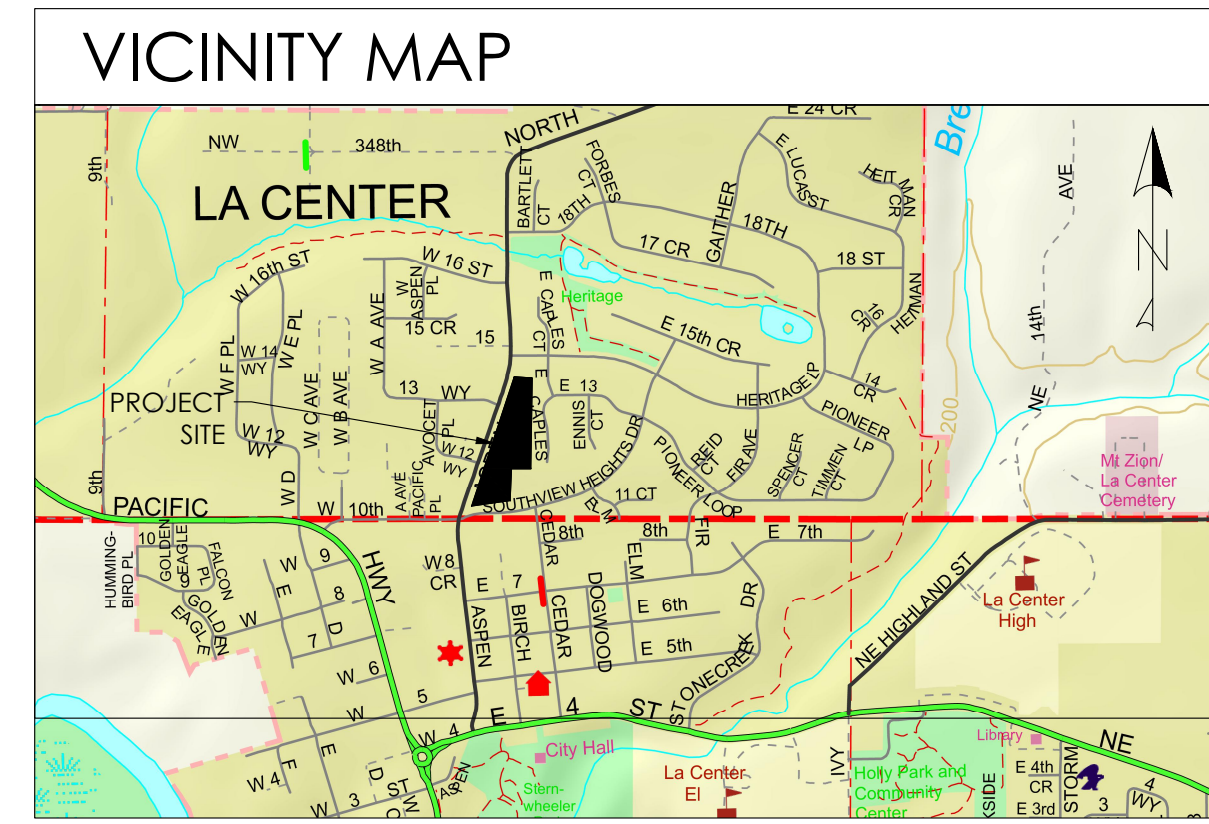 VICINITY MAP
E 24 CR
NORTH
Bre
NW
348th
9th
LA CENTER
BARTLETT
CT
FORBES
CT
18TH
E LUCAS ST
HEIT MAN
CR
AVE
GAITHER
18TH
17 CR
18 ST
W 16th ST
W 16 ST
W ASPEN
PL
E CAPLES
CT
Heritage
HEITMAN
16
CR
N
15 CR
15
E 15th CR
W A AVE
W E PL
W F PL
W 14
WY
14th
NE
W C AVE
W B AVE
13 WY
E 13
E CAPLES
ENNIS
CT
HERITAGE LP
14
CR
PIONEER
LP
200
PROJECT
SITE
AVOCET
PL
W 12
WY
W 12
WY
PIONEER LOOP
REID
CT
FIR AVE
SPENCER
CT
TIMMEN
CT
Mt Zion/
La Center
Cemetery
9th
W D
A AVE
PACIFIC
PL
SOUTHVIEW HEIGHTS DR
ELM
11 CT
PACIFIC
W 10th
HUMMING-
BIRD PL
10
GOLDEN
EAGLE
FALCON
PL
9
GOLDEN
EAGLE
HWY
W 9
W 8
CR
CEDAR
8th
8th
FIR
E 7th
ELM
E 7
W E
8
D
7
W
ASPEN
BIRCH
CEDAR
DOGWOOD
E 6th
E 5th
DR
STONECREEK
NE HIGHLAND ST
La Center
High
W 6
W 5
E 4 ST
W 4
City Hall
W 4
E
F
D
ST
W 3
ASPEN
W
Stern-
wheeler
La Center
El
IVY
Holly Park and
Community
Center
Library
NE
E 4th
CR
E 3rd
STORM
KSIDE
3
4
WY